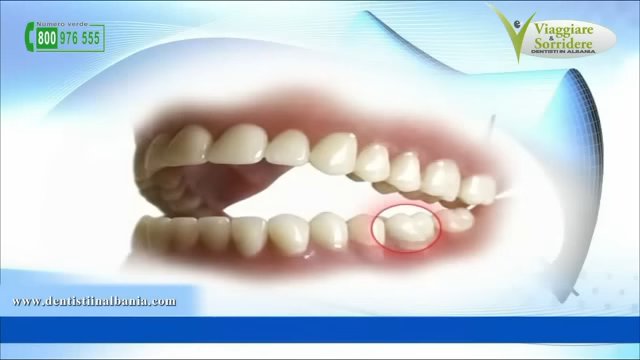 Numero verde
800 976 555
Viaggiare
&
Sorridere
DENTISTI IN ALBANIA
www.dentistiinalbania.com